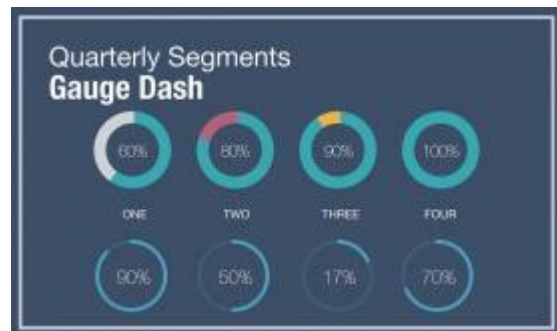 Quarterly Segments
Gauge Dash
60% 80% 90% 100%
ONE TWO THREE FOUR
90% 50% 17% 70%